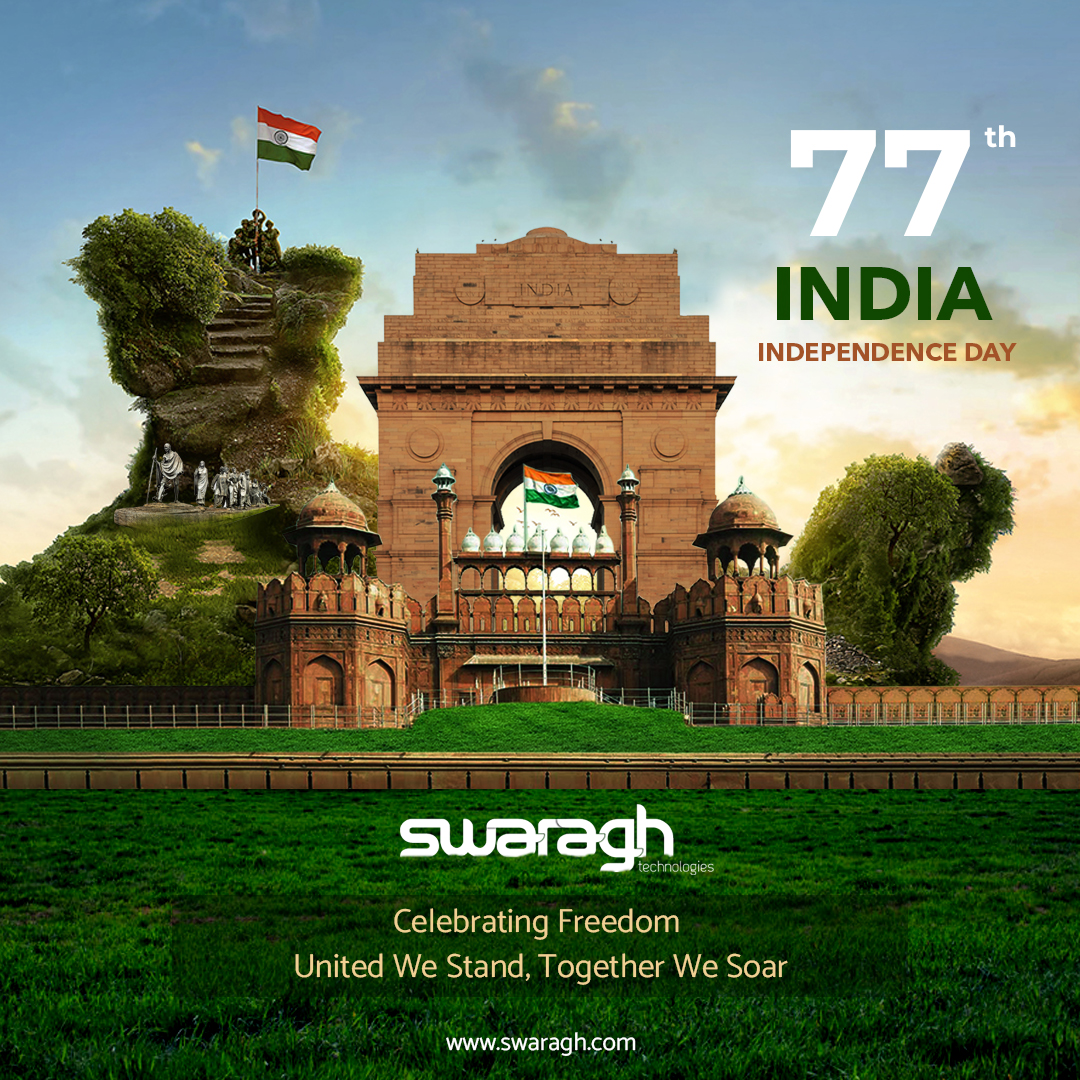 77th
INDIA
INDEPENDENCE DAY
INDIA
swaragh
technologies
Celebrating Freedom
United We Stand, Together We Soar
www.swaragh.com